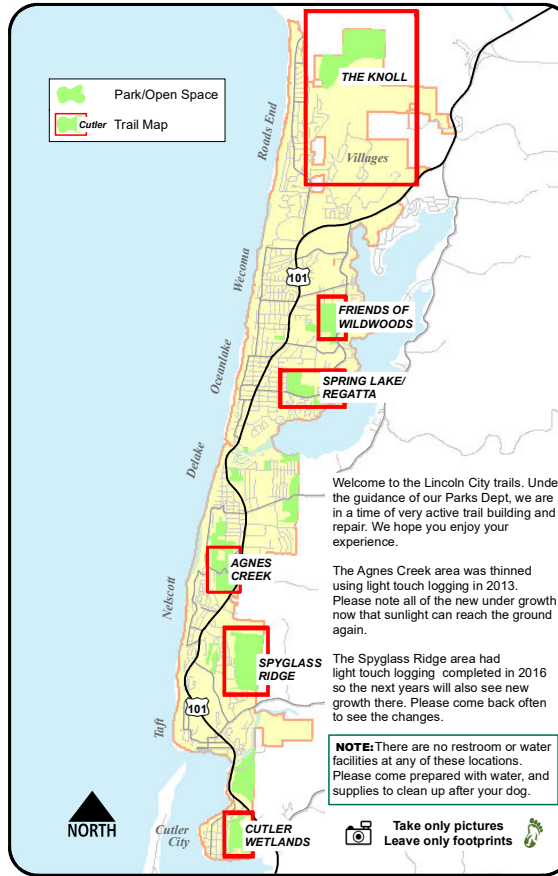 THE KNOLL
Park/Open Space
Cutler Trail Map
Roads End
Villages
Wecoma
101
FRIENDS OF
WILDWOODS
Oceanlake
SPRING LAKE/
REGATTA
Delake
Welcome to the Lincoln City trails. Unde
the guidance of our Parks Dept, we are
in a time of very active trail building and
repair. We hope you enjoy your
experience.
AGNES
CREEK
The Agnes Creek area was thinned
using light touch logging in 2013.
Please note all of the new under growth
now that sunlight can reach the ground
again.
Nelscott
SPYGLASS
RIDGE
The Spyglass Ridge area had
light touch logging completed in 2016
so the next years will also see new
growth there. Please come back often
to see the changes.
101
Taft
NOTE: There are no restroom or water
facilities at any of these locations.
Please come prepared with water, and
supplies to clean up after your dog.
NORTH
Cutler
City
CUTLER
WETLANDS
Take only pictures
Leave only footprints